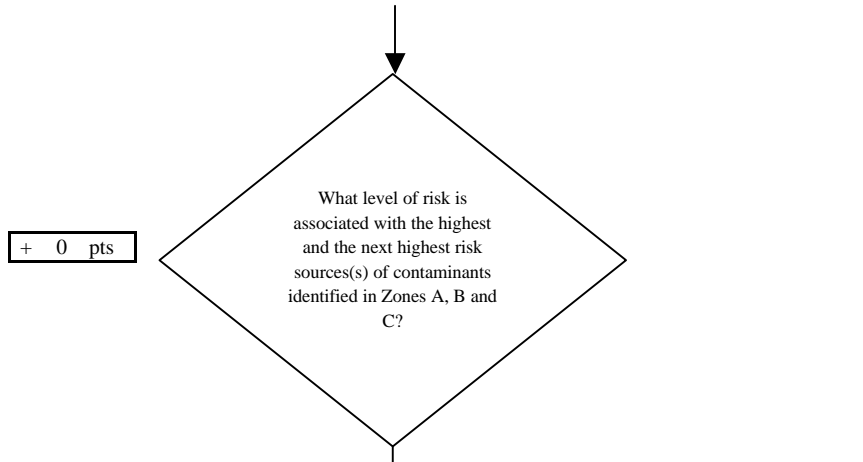 What level of risk is
associated with the highest
and the next highest risk
sources(s) of contaminants
identified in Zones A, B and
C?
+ 0 pts